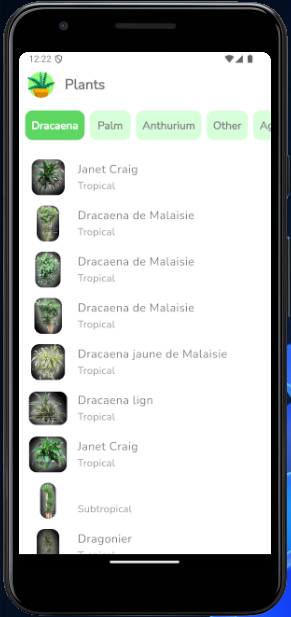 12:22
Plants
Dracaena Palm Anthurium Other Ag
Janet Craig
Tropical
Dracaena de Malaisie
Tropical
Dracaena de Malaisie
Tropical
Dracaena de Malaisie
Tropical
Dracaena jaune de Malaisie
Tropical
Dracaena lign
Tropical
Janet Craig
Tropical
Subtropical
Dragonier
Tropical